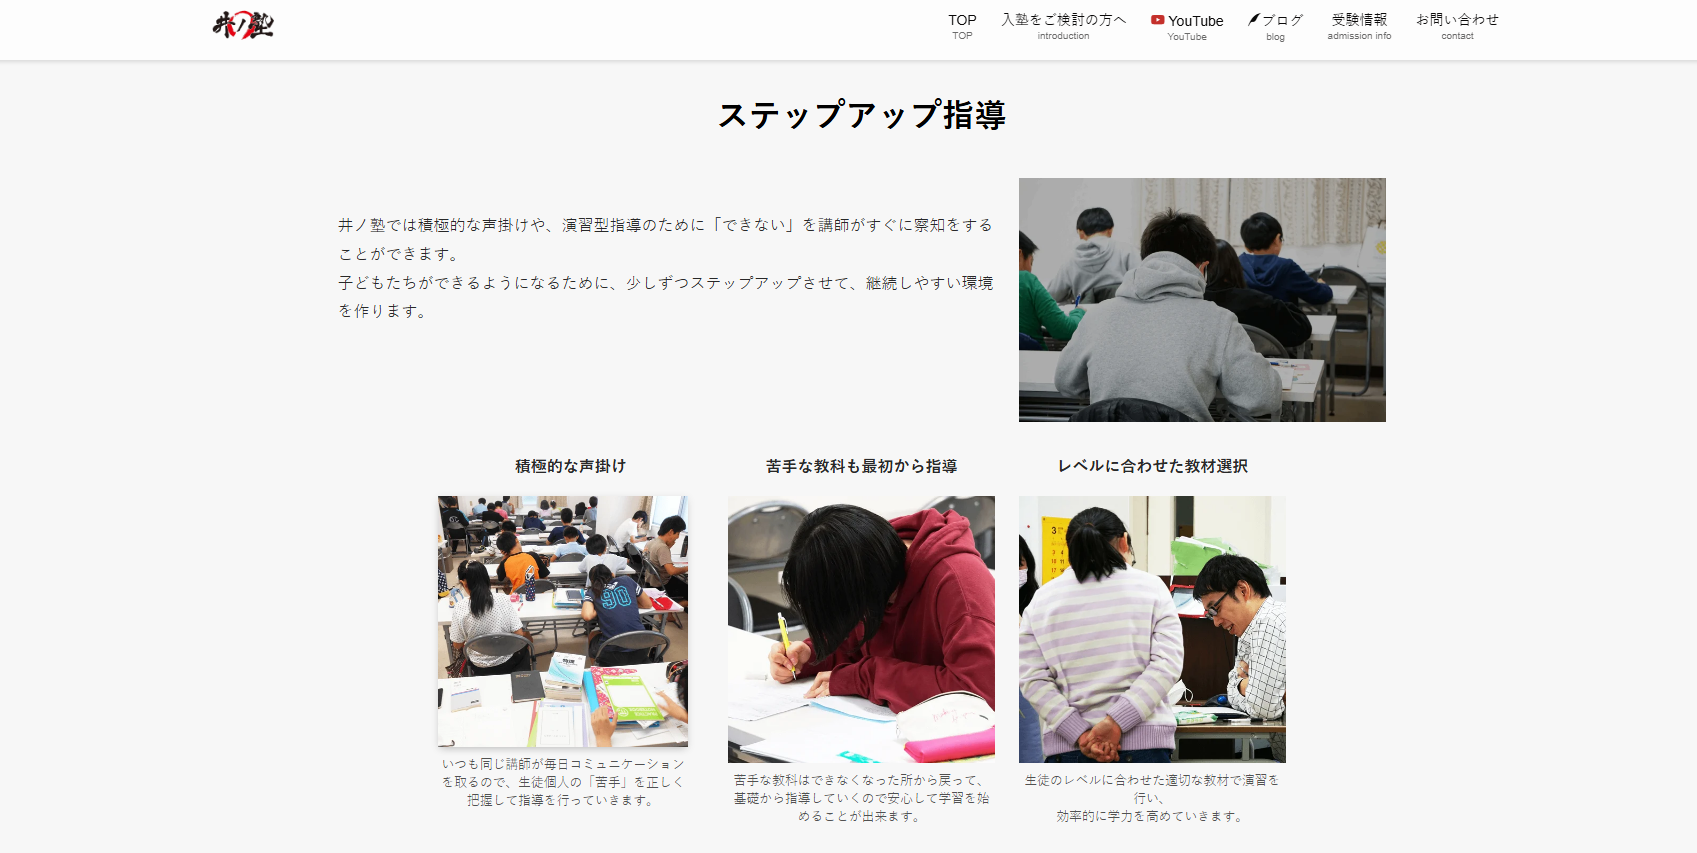 井ノ塾
TOP
TOP
入塾をご検討の方へ
introduction
YouTube
YouTube
ブログ
blog
受験情報
admission info
お問い合わせ
contact
ステップアップ指導
井ノ塾では積極的な声掛けや、演習型指導のために「できない」を講師がすぐに察知をする
ことができます。
子どもたちができるようになるために、少しずつステップアップさせて、継続しやすい環境
を作ります。
積極的な声掛け
苦手な教科も最初から指導
レベルに合わせた教材選択
90
3
いつも同じ講師が毎日コミュニケーション
を取るので、生徒個人の「苦手」を正しく
把握して指導を行っていきます。
苦手な教科はできなくなった所から戻って、
基礎から指導していくので安心して学習を始
めることが出来ます。
生徒のレベルに合わせた適切な教材で演習を
行い、
効率的に学力を高めていきます。